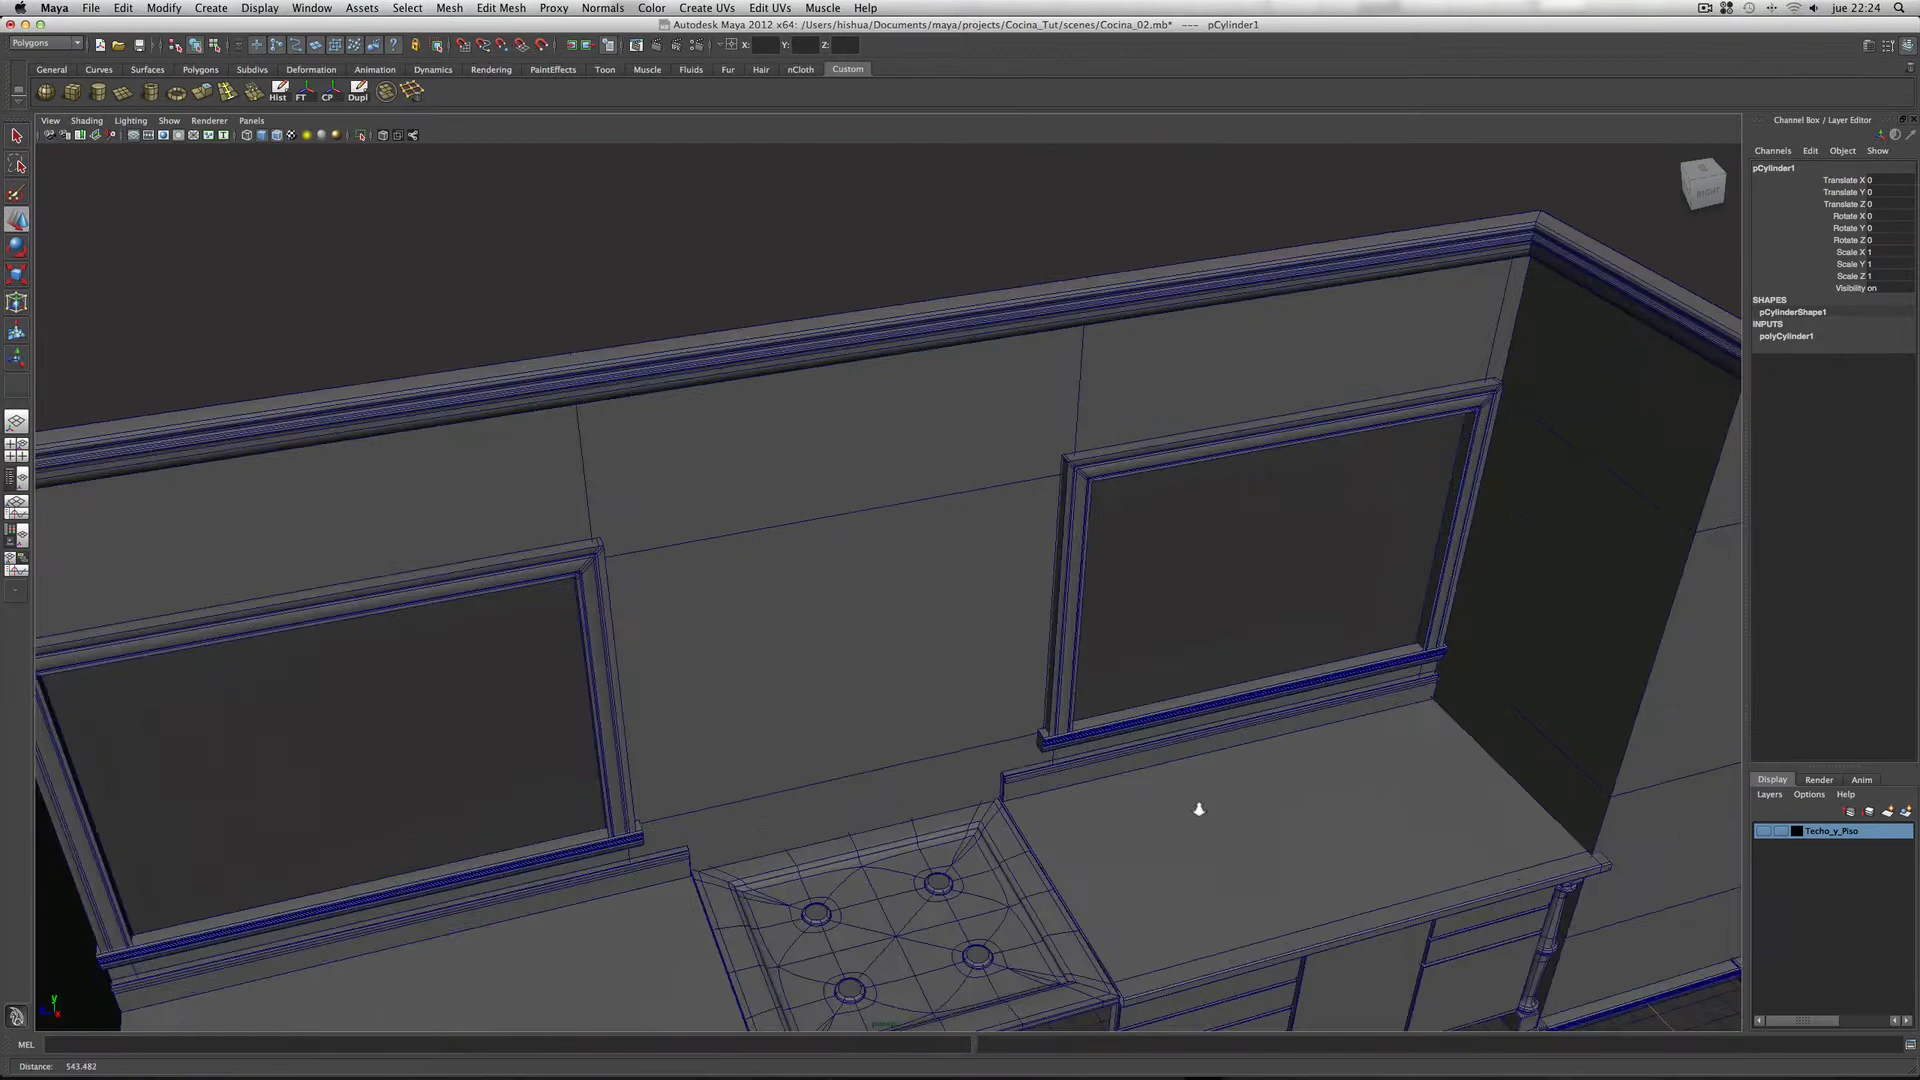 Maya File Edit Modify Create Display Window Assets Select Mesh Edit Mesh Proxy Normals Color Create UVs Edit UVs Muscle Help jue 22:24
Autodesk Maya 2012 x64: /Users/hishua/Documents/maya/projects/Cocina_Tut/scenes/Cocina_02.mb* --- pCylinder1
Polygons X: Y: Z:
General Curves Surfaces Polygons Subdivs Deformation Animation Dynamics Rendering PaintEffects Toon Muscle Fluids Fur Hair nCloth Custom
Hist FT CP Dupl
View Shading Lighting Show Renderer Panels
Channel Box / Layer Editor
Channels Edit Object Show
pCylinder1
Translate X 0
Translate Y 0
Translate Z 0
Rotate X 0
Rotate Y 0
Rotate Z 0
Scale X 1
Scale Y 1
Scale Z 1
Visibility on
SHAPES
pCylinderShape1
INPUTS
polyCylinder1
RIGHT
Display Render Anim
Layers Options Help
Techo_y_Piso
y
x
persp
MEL
Distance: 543.482